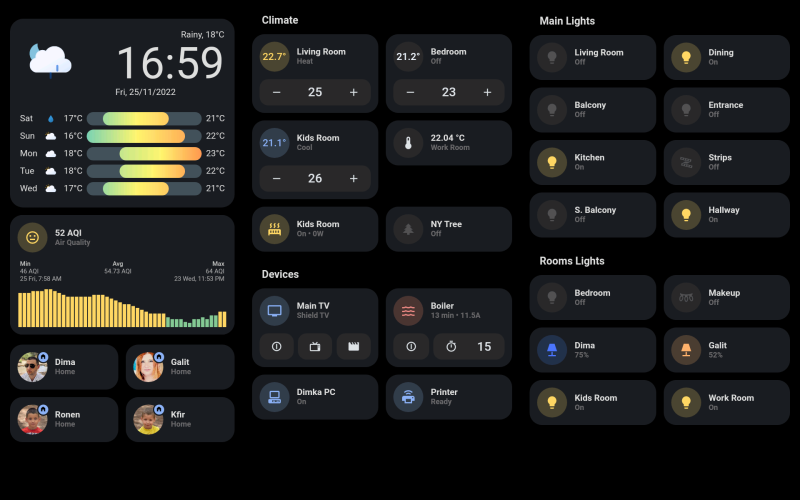 Rainy, 18°C
16:59
Fri, 25/11/2022
Sat 17°C 21°C
Sun 16°C 22°C
Mon 18°C 23°C
Tue 18°C 22°C
Wed 17°C 21°C
52 AQI
Air Quality
Min Avg Max
46 AQI 54.73 AQI 64 AQI
25 Fri, 7:58 AM 23 Wed, 11:53 PM
Dima
Home
Galit
Home
Ronen
Home
Kfir
Home
Climate
22.7°
Living Room
Heat
− 25 +
21.2°
Bedroom
Off
− 23 +
21.1°
Kids Room
Cool
− 26 +
22.04 °C
Work Room
Kids Room
On • 0W
NY Tree
Off
Devices
Main TV
Shield TV
Boiler
13 min • 11.5A
15
Dimka PC
On
Printer
Ready
Main Lights
Living Room
Off
Dining
On
Balcony
Off
Entrance
Off
Kitchen
On
Strips
Off
S. Balcony
Off
Hallway
On
Rooms Lights
Bedroom
Off
Makeup
Off
Dima
75%
Galit
52%
Kids Room
On
Work Room
On